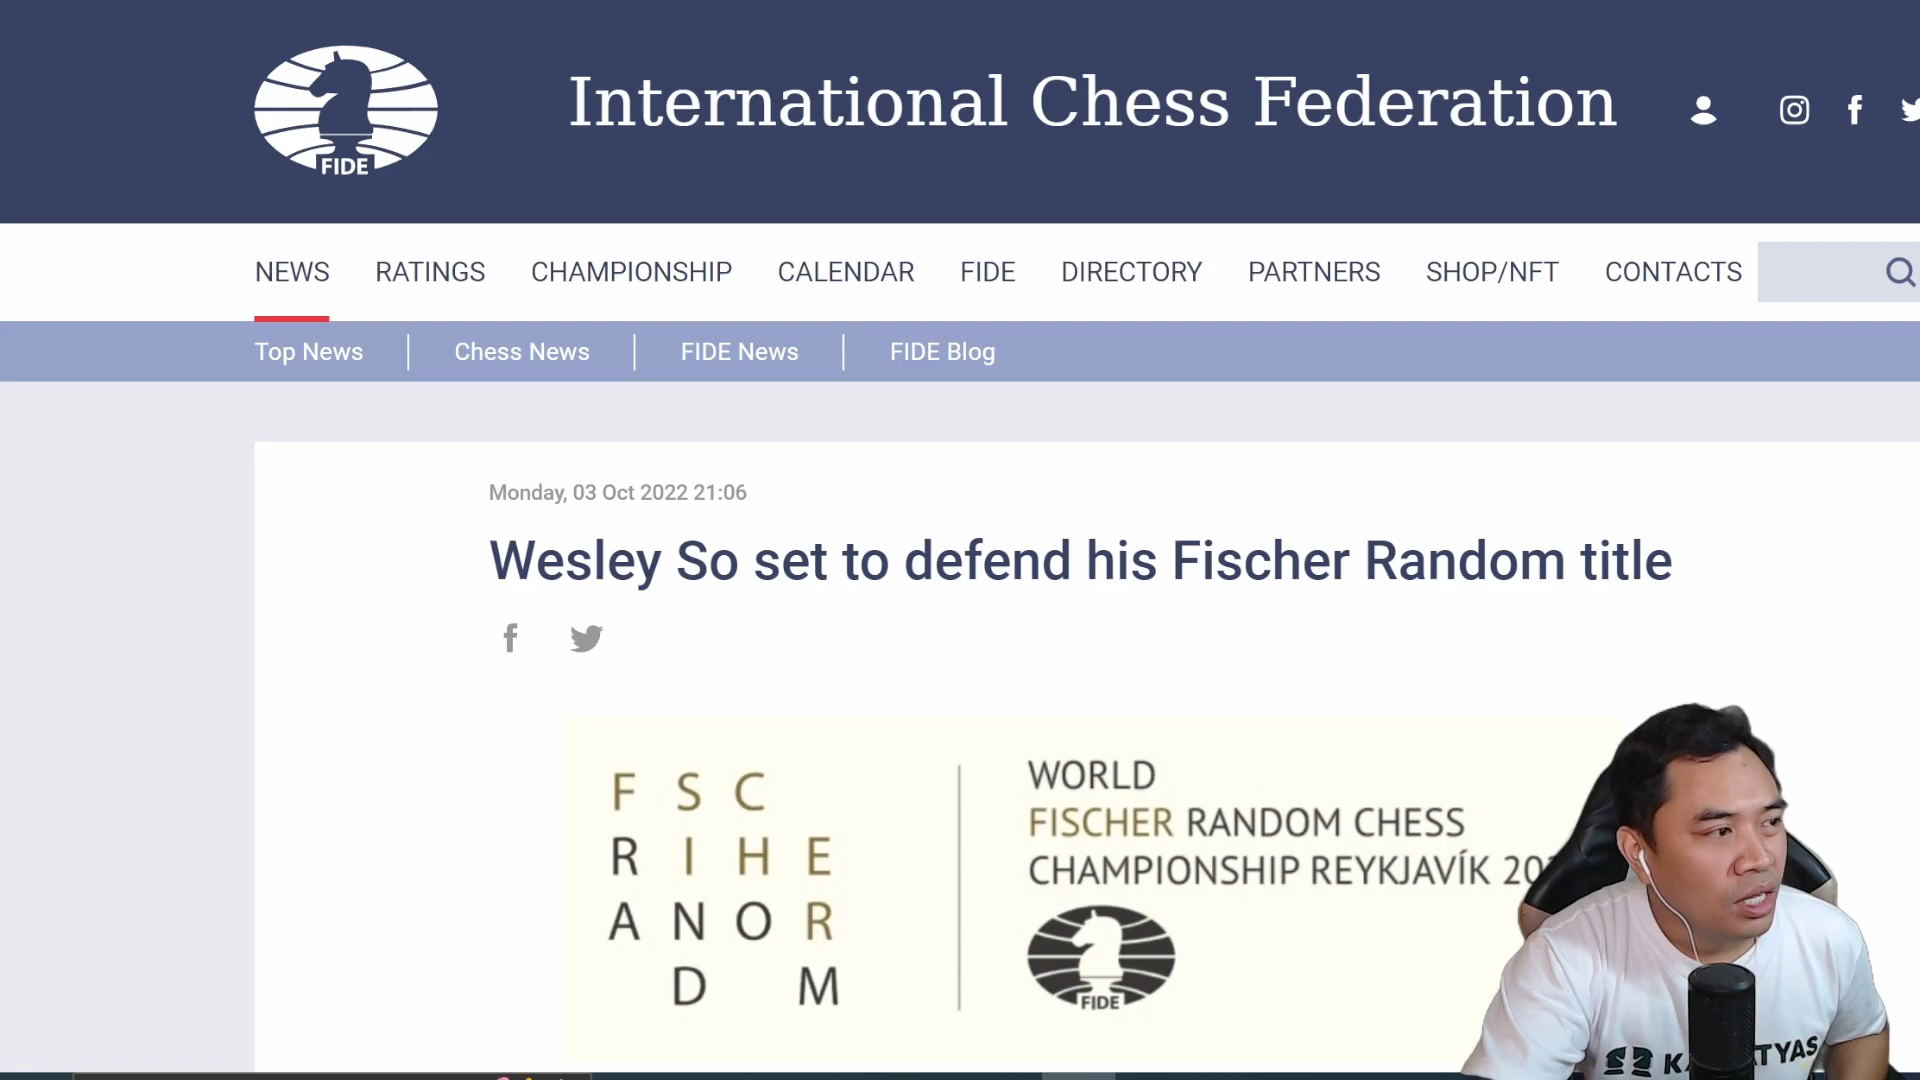 FIDE
International Chess Federation
NEWS RATINGS CHAMPIONSHIP CALENDAR FIDE DIRECTORY PARTNERS SHOP/NFT CONTACTS
Top News Chess News FIDE News FIDE Blog
Monday, 03 Oct 2022 21:06
Wesley So set to defend his Fischer Random title
F S C
R I H E
A N O R
D M
WORLD
FISCHER RANDOM CHESS
CHAMPIONSHIP REYKJAVÍK
FIDE